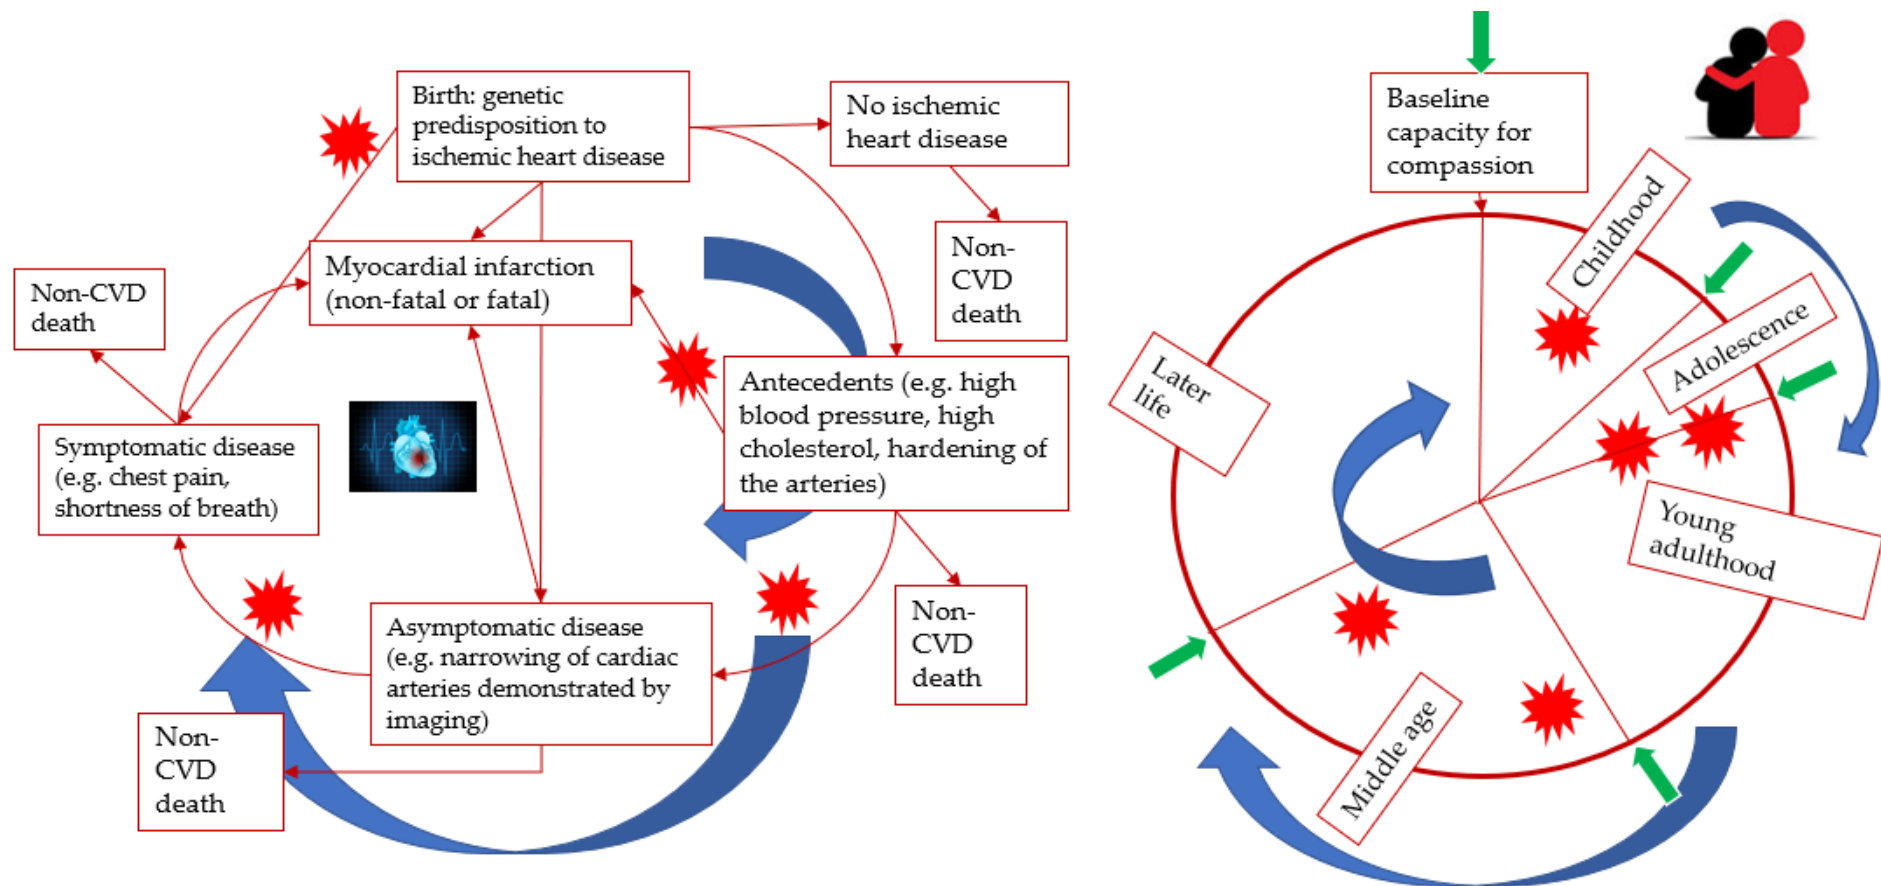 Birth: genetic
predisposition to
ischemic heart disease
No ischemic
heart disease
Non-
CVD
death
Myocardial infarction
(non-fatal or fatal)
Non-CVD
death
Antecedents (e.g. high
blood pressure, high
cholesterol, hardening of
the arteries)
Symptomatic disease
(e.g. chest pain,
shortness of breath)
Non-
CVD
death
Asymptomatic disease
(e.g. narrowing of cardiac
arteries demonstrated by
imaging)
Non-
CVD
death
Baseline
capacity for
compassion
Childhood
Adolescence
Young
adulthood
Middle age
Later
life